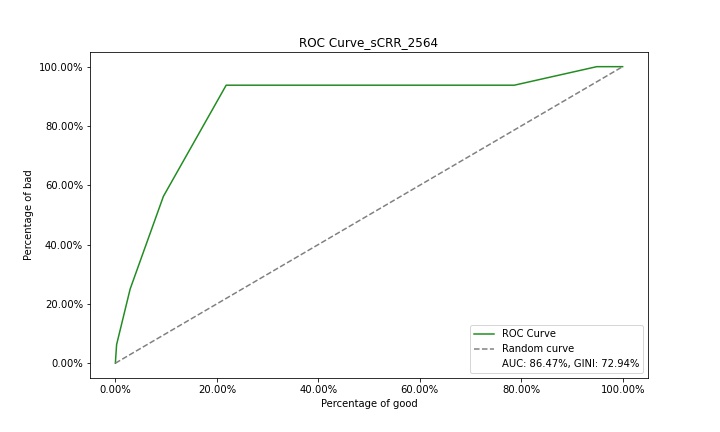 ROC Curve_sCRR_2564
100.00%
80.00%
60.00%
40.00%
20.00%
0.00%
Percentage of bad
0.00%
20.00%
40.00%
60.00%
80.00%
100.00%
Percentage of good
ROC Curve
Random curve
AUC: 86.47%, GINI: 72.94%